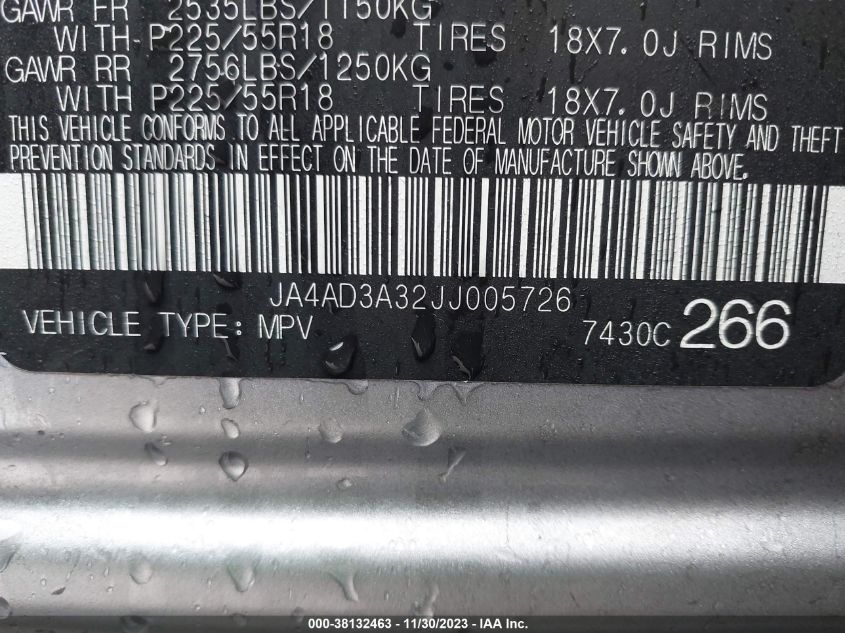 GAWR FR 2535LBS/1150KG
WITH P225/55R18 TIRES 18X7.0J RIMS
GAWR RR 2756LBS/1250KG
WITH P225/55R18 TIRES 18X7.0J RIMS
THIS VEHICLE CONFORMS TO ALL APPLICABLE FEDERAL MOTOR VEHICLE SAFETY AND THEFT
PREVENTION STANDARDS IN EFFECT ON THE DATE OF MANUFACTURE SHOWN ABOVE.
JA4AD3A32JJ005726
VEHICLE TYPE: MPV 7430C 266
000-38132463 - 11/30/2023 - IAA Inc.